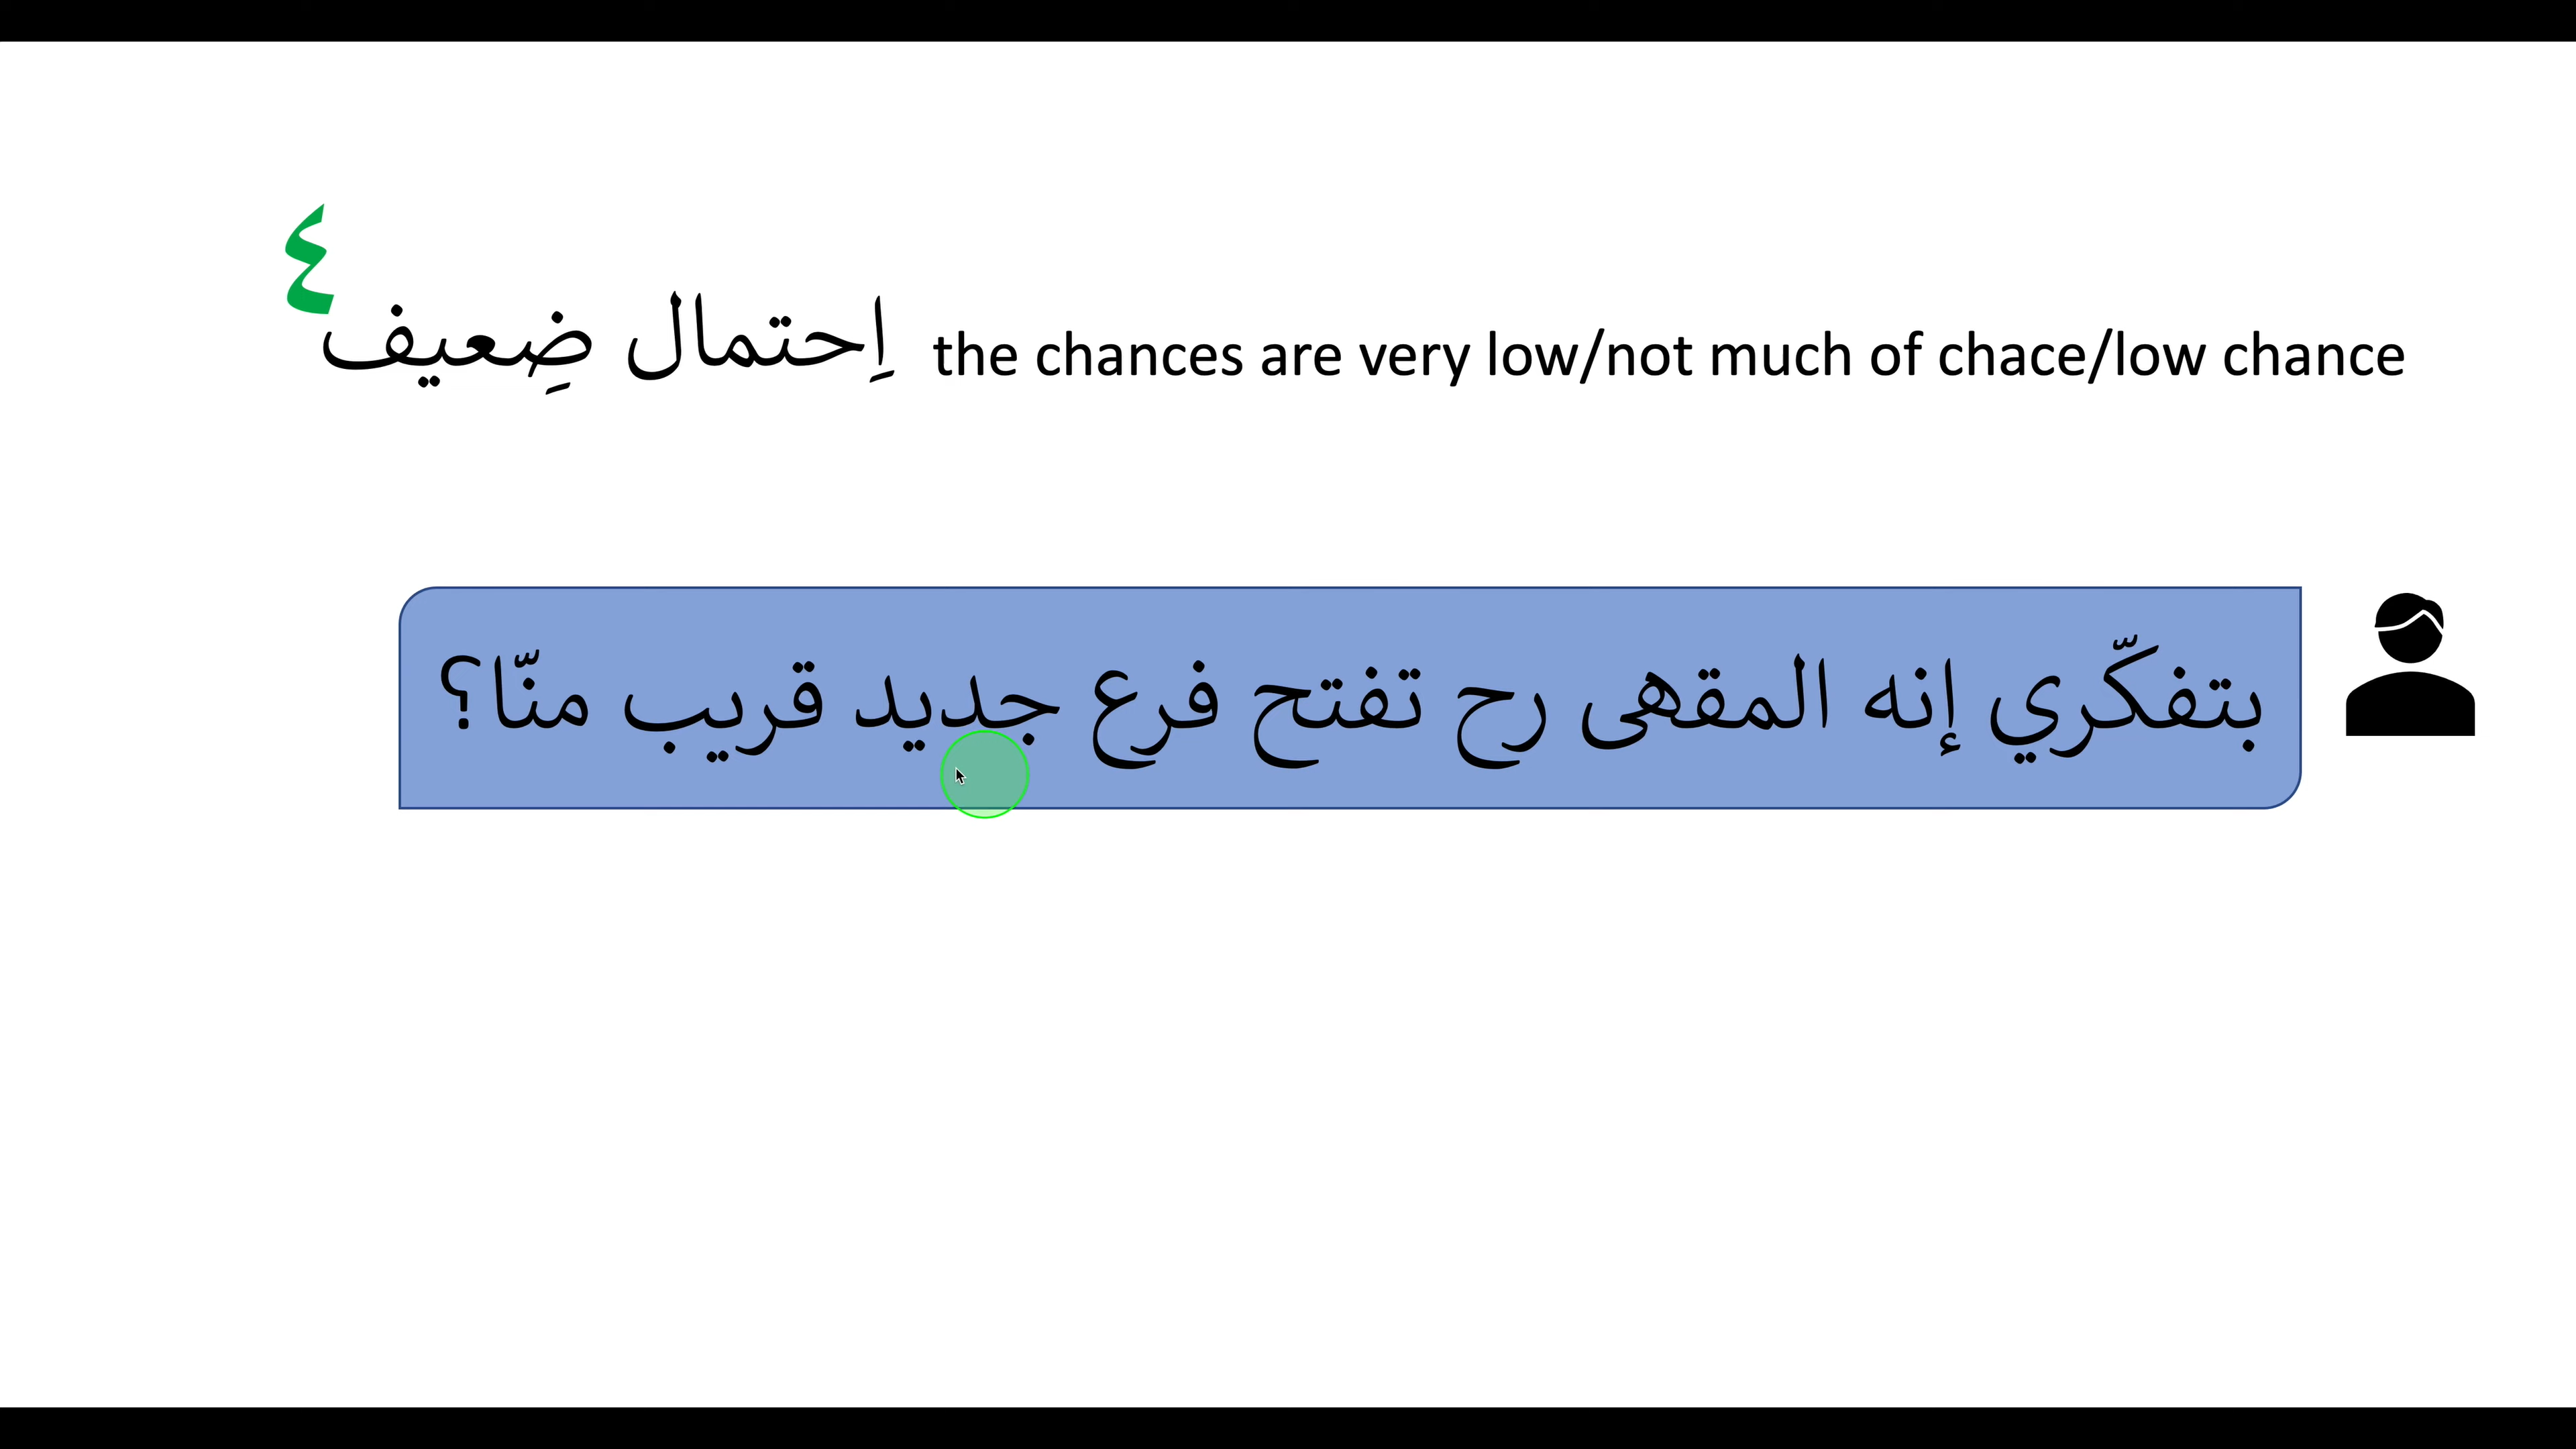 ٤
اِحتمال ضِعيف the chances are very low/not much of chace/low chance
بتفكّري إنه المقهى رح تفتح فرع جديد قريب منّا؟